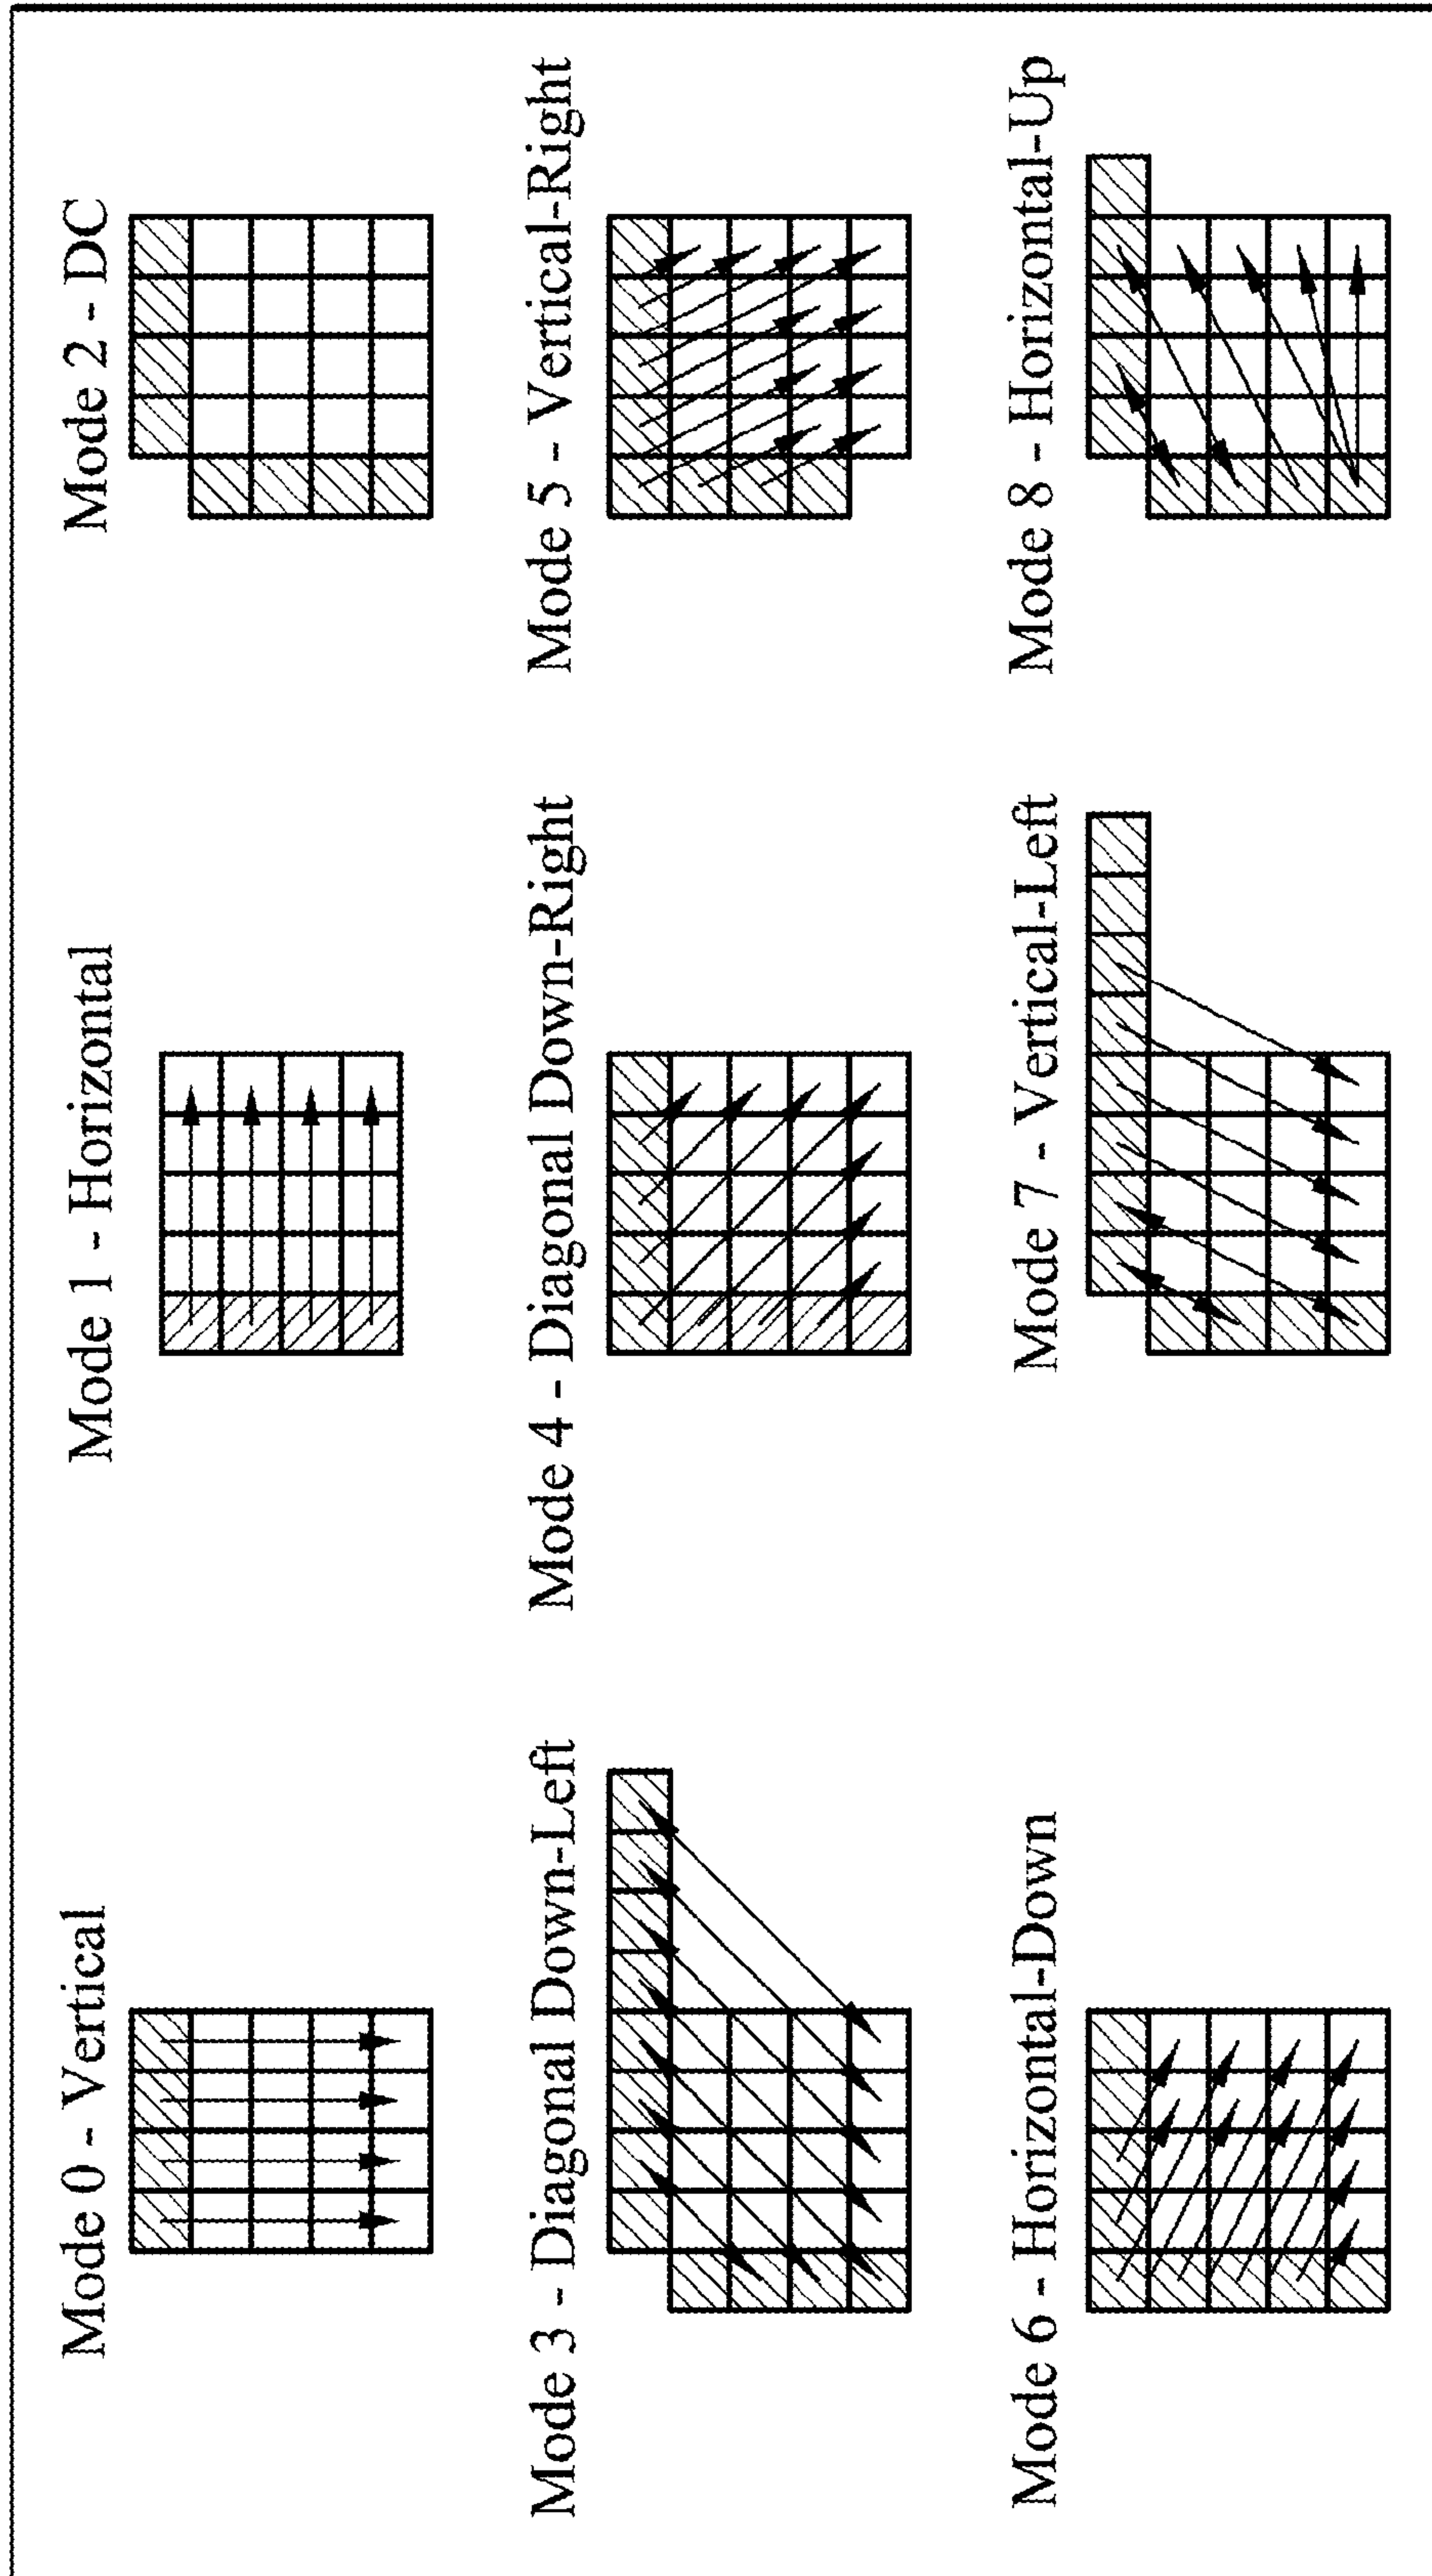 Mode 0 - Vertical
Mode 1 - Horizontal
Mode 2 - DC
Mode 3 - Diagonal Down-Left
Mode 4 - Diagonal Down-Right
Mode 5 - Vertical-Right
Mode 6 - Horizontal-Down
Mode 7 - Vertical-Left
Mode 8 - Horizontal-Up